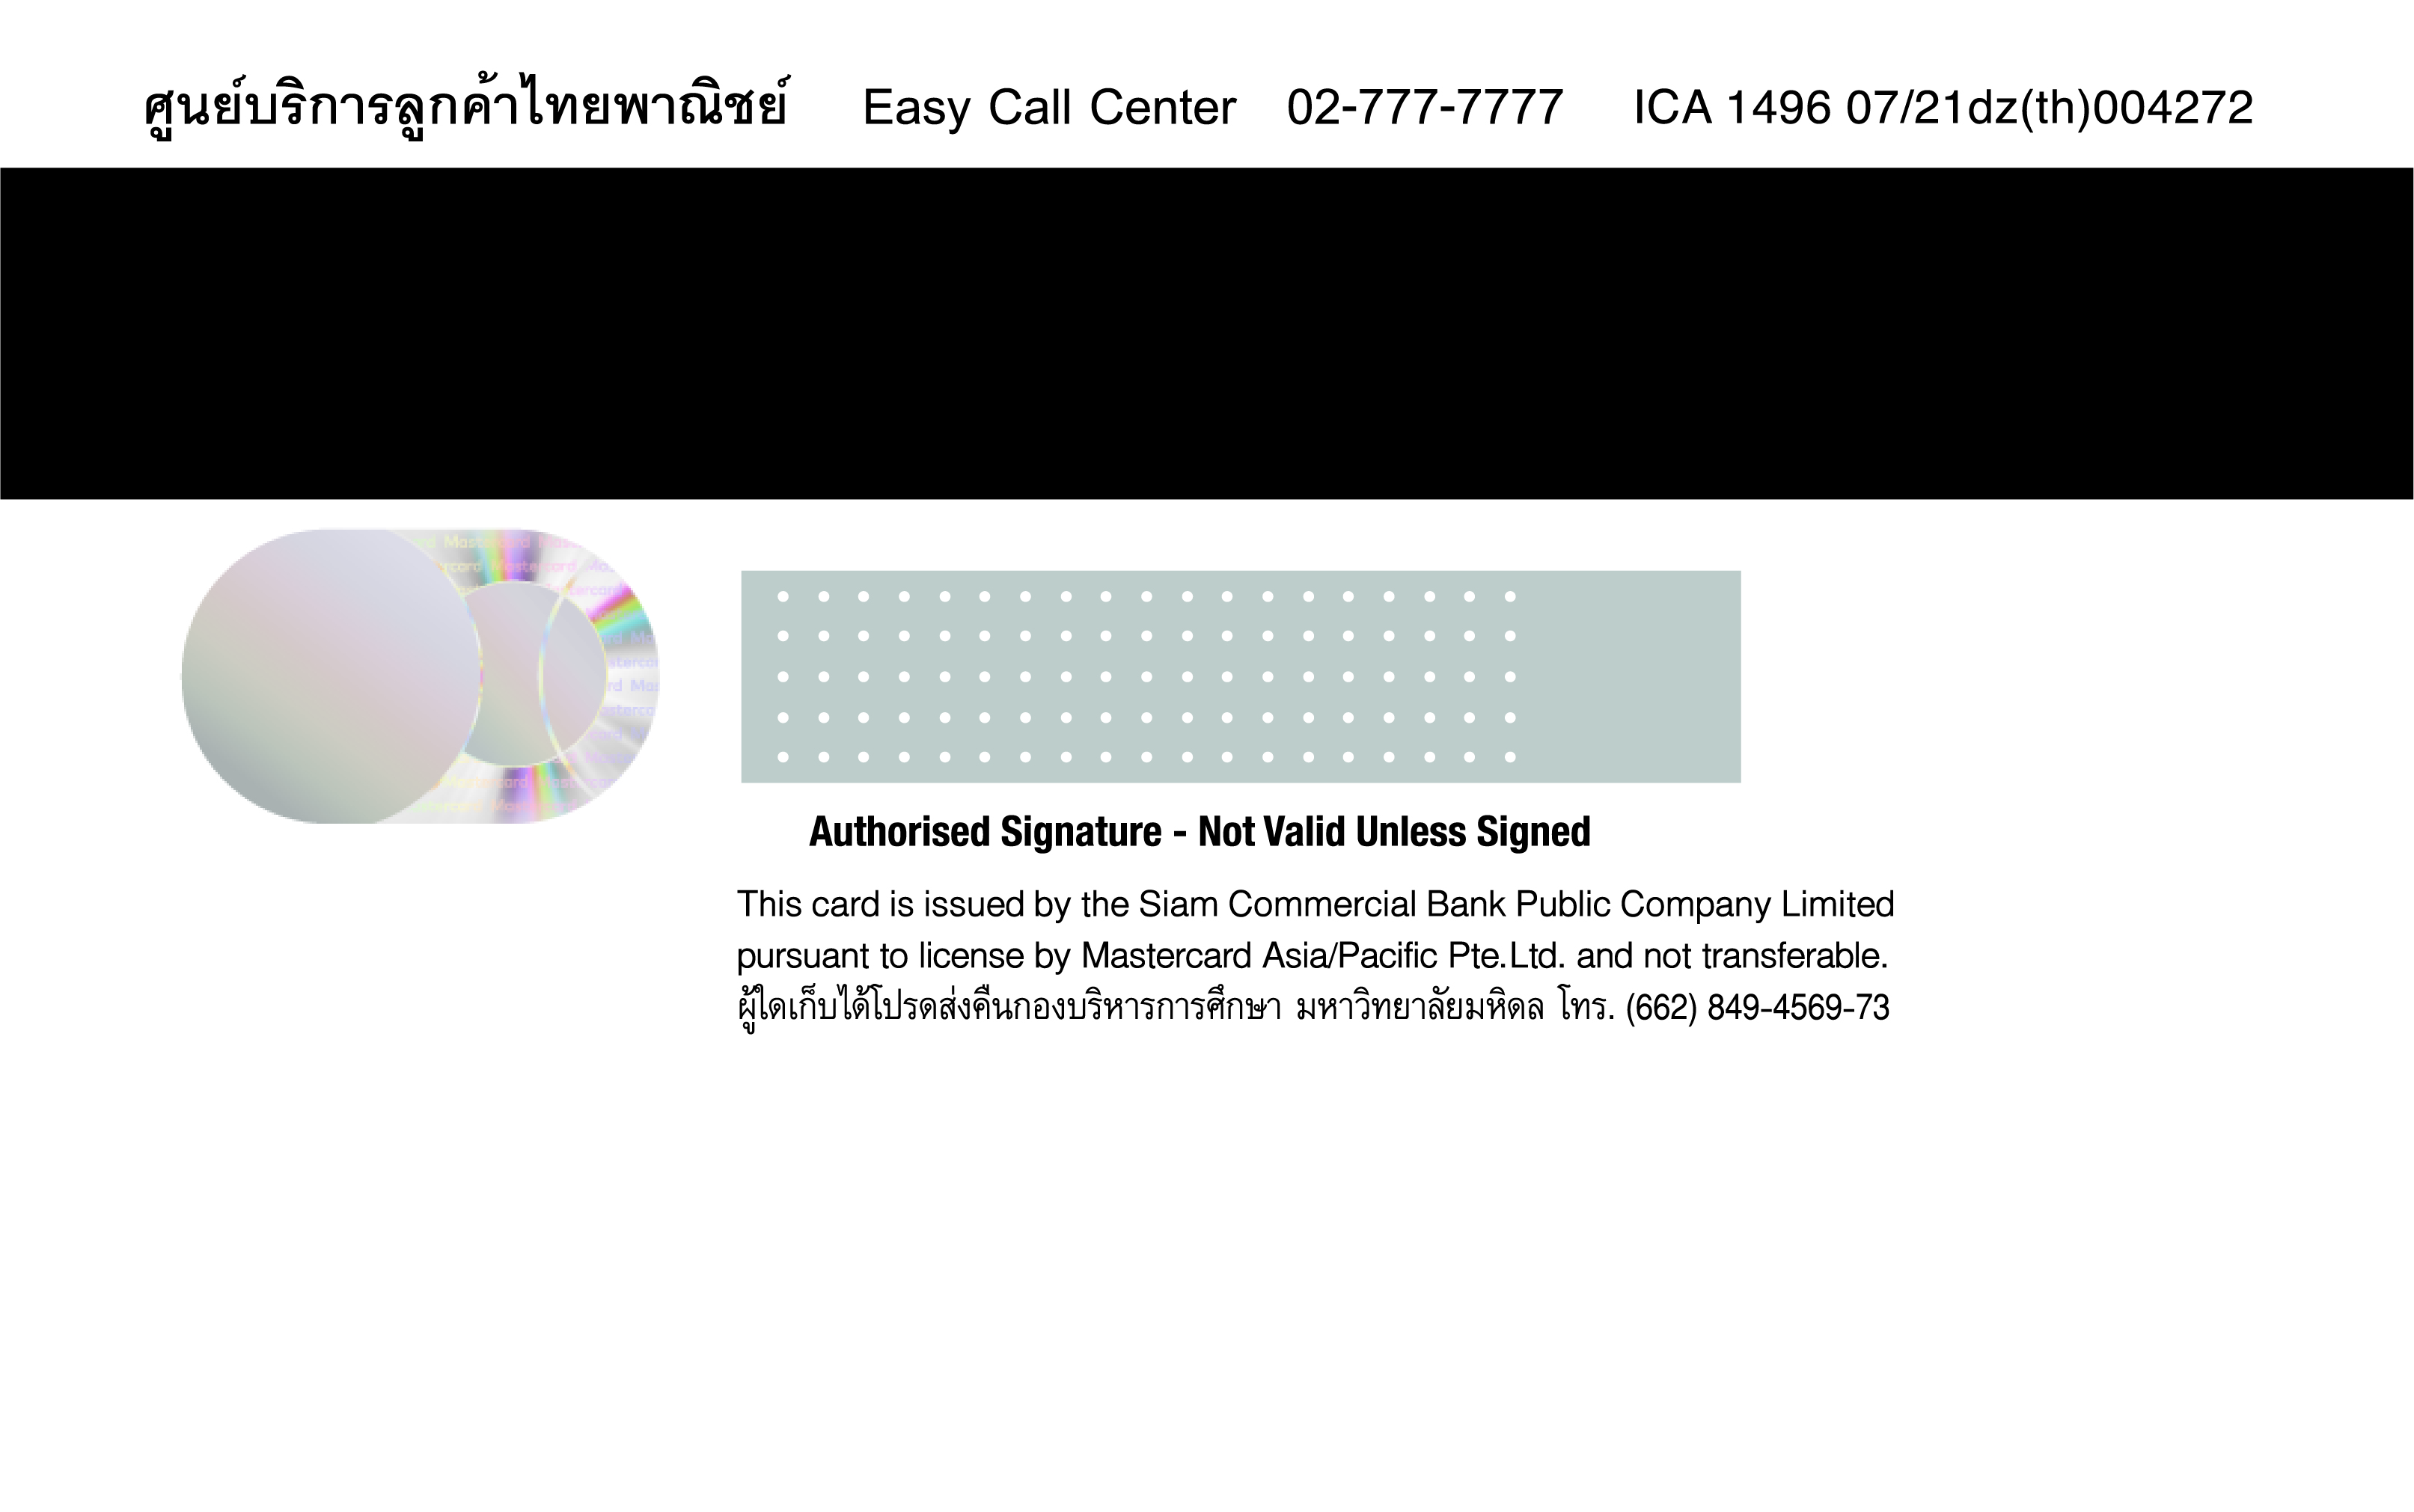 ศูนย์บริการลูกค้าไทยพาณิชย์ Easy Call Center 02-777-7777 ICA 1496 07/21dz(th)004272
Authorised Signature - Not Valid Unless Signed
This card is issued by the Siam Commercial Bank Public Company Limited
pursuant to license by Mastercard Asia/Pacific Pte.Ltd. and not transferable.
ผู้ใดเก็บได้โปรดส่งคืนกองบริหารการศึกษา มหาวิทยาลัยมหิดล โทร. (662) 849-4569-73